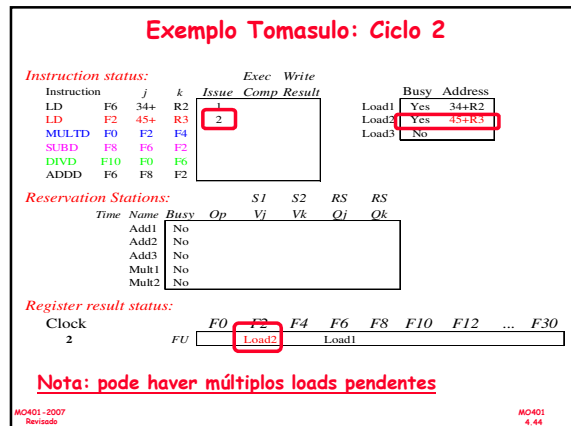 Exemplo Tomasulo: Ciclo 2
Instruction status: Exec Write
Instruction j k Issue Comp Result Busy Address
LD F6 34+ R2 1 Load1 Yes 34+R2
LD F2 45+ R3 2 Load2 Yes 45+R3
MULTD F0 F2 F4 Load3 No
SUBD F8 F6 F2
DIVD F10 F0 F6
ADDD F6 F8 F2
Reservation Stations: S1 S2 RS RS
Time Name Busy Op Vj Vk Qj Qk
Add1 No
Add2 No
Add3 No
Mult1 No
Mult2 No
Register result status:
Clock F0 F2 F4 F6 F8 F10 F12 ... F30
2 FU Load2 Load1
Nota: pode haver múltiplos loads pendentes
MO401-2007 MO401
Revisado 4.44